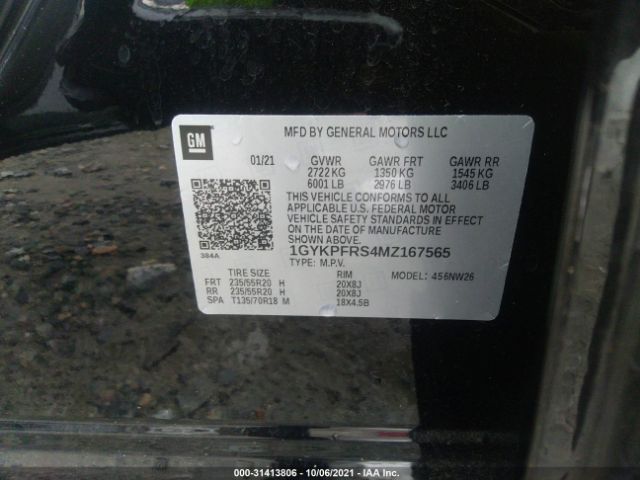 GM
MFD BY GENERAL MOTORS LLC
01/21 GVWR GAWR FRT GAWR RR
2722 KG 1350 KG 1545 KG
6001 LB 2976 LB 3406 LB
THIS VEHICLE CONFORMS TO ALL
APPLICABLE U.S. FEDERAL MOTOR
VEHICLE SAFETY STANDARDS IN EFFECT
ON THE DATE OF MANUFACTURE
SHOWN ABOVE.
384A
1GYKPFRS4MZ167565
TYPE: M.P.V.
MODEL: 456NW26
TIRE SIZE RIM
FRT 235/55R20 H 20X8J
RR 235/55R20 H 20X8J
SPA T135/70R18 M 18X4.5B
000-31413806 - 10/06/2021 - IAA Inc.